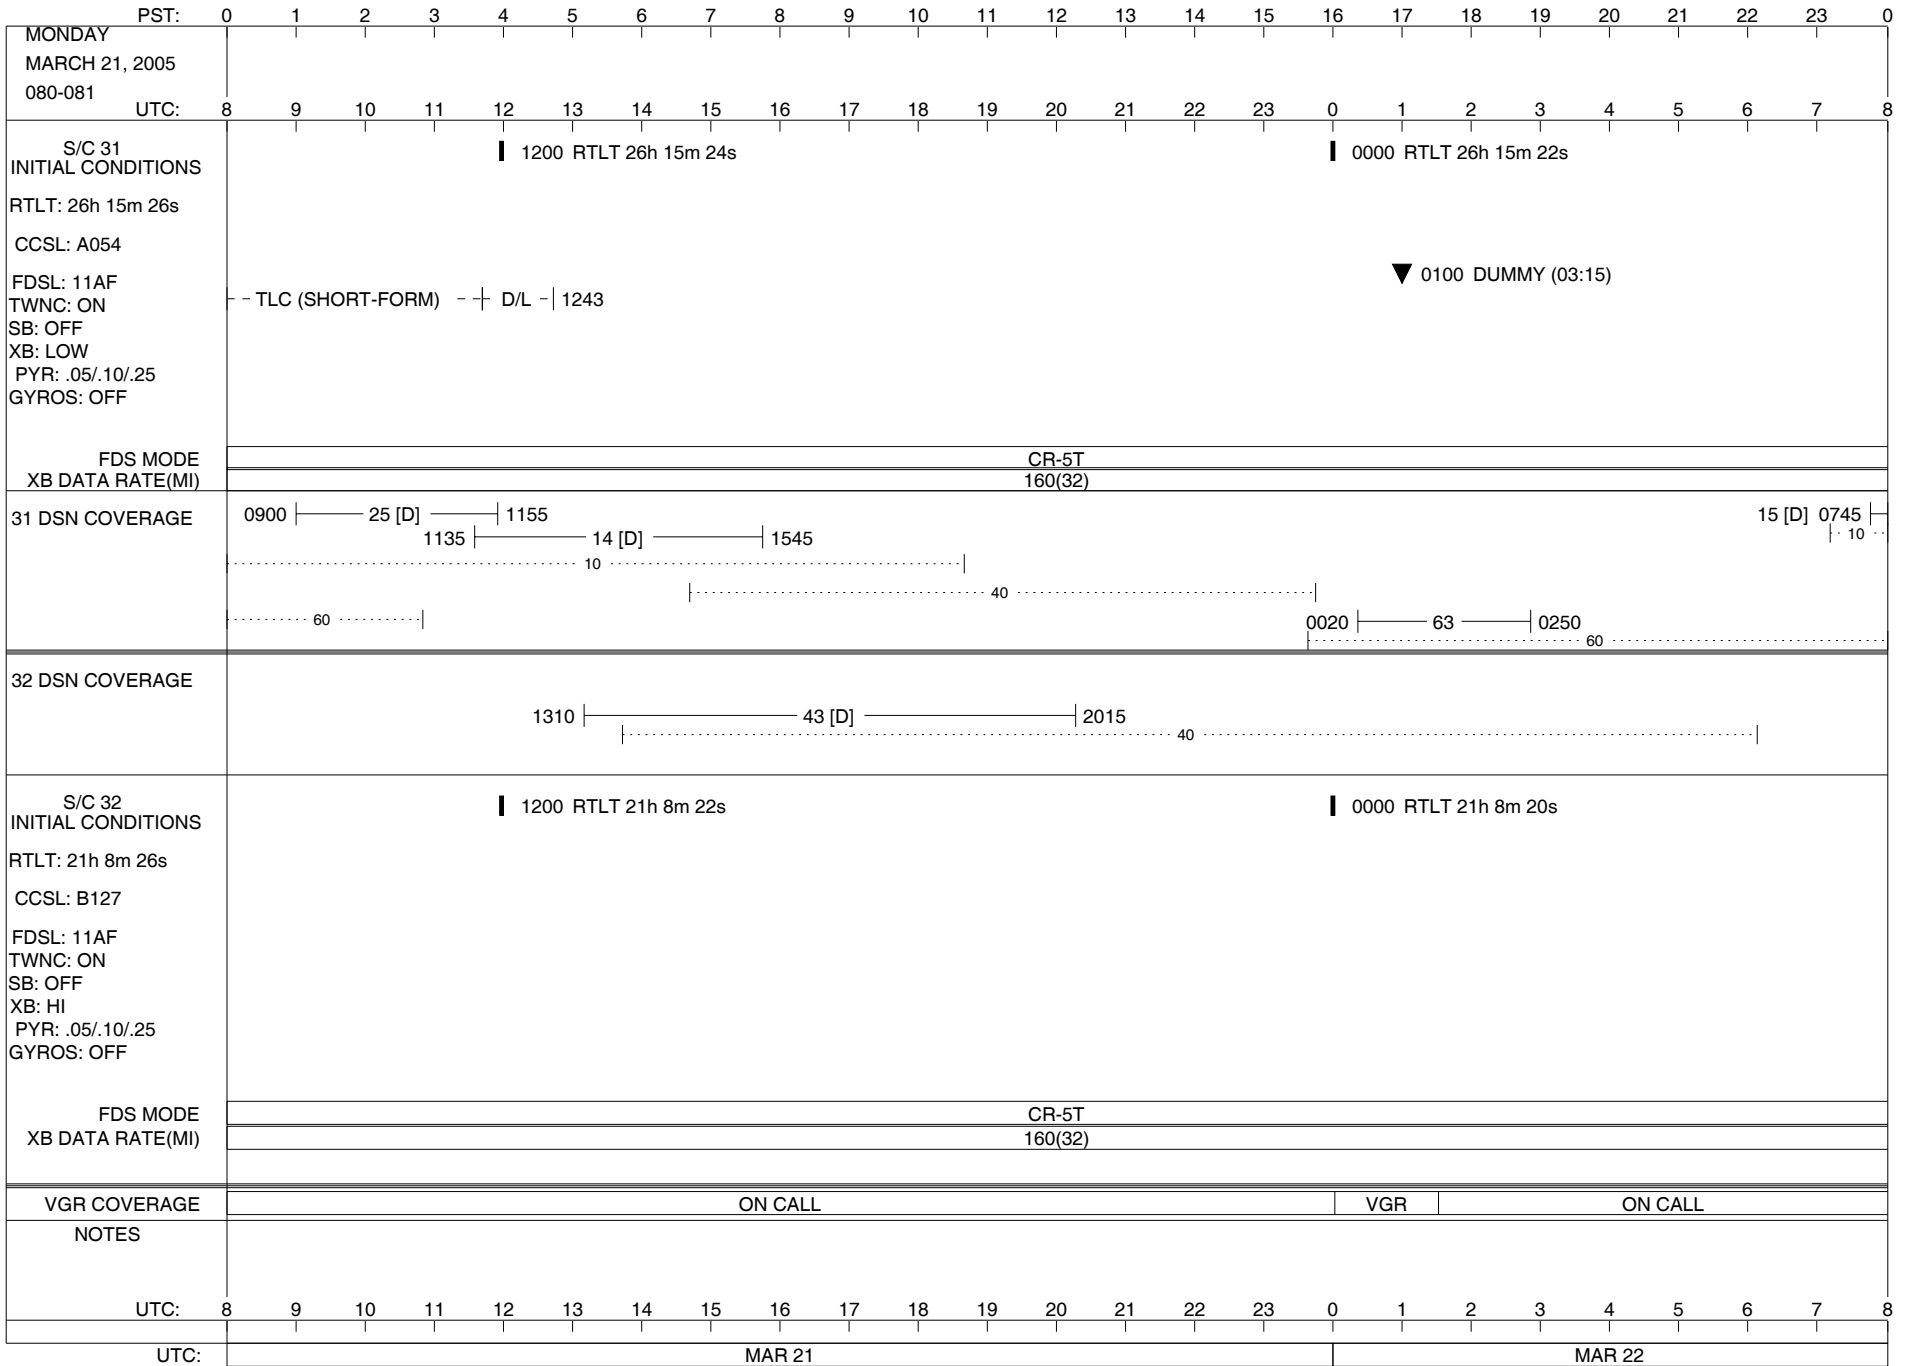 PST: 0 1 2 3 4 5 6 7 8 9 10 11 12 13 14 15 16 17 18 19 20 21 22 23 0
MONDAY
MARCH 21, 2005
080-081
UTC: 8 9 10 11 12 13 14 15 16 17 18 19 20 21 22 23 0 1 2 3 4 5 6 7 8
S/C 31
INITIAL CONDITIONS
1200 RTLT 26h 15m 24s
0000 RTLT 26h 15m 22s
RTLT: 26h 15m 26s
CCSL: A054
FDSL: 11AF
0100 DUMMY (03:15)
TWNC: ON
TLC (SHORT-FORM) D/L 1243
SB: OFF
XB: LOW
PYR: .05/.10/.25
GYROS: OFF
FDS MODE CR-5T
XB DATA RATE(MI) 160(32)
31 DSN COVERAGE
0900 25 [D] 1155
15 [D] 0745
1135 14 [D] 1545
10
10
40
60
0020 63 0250
60
32 DSN COVERAGE
1310 43 [D] 2015
40
S/C 32
INITIAL CONDITIONS
1200 RTLT 21h 8m 22s
0000 RTLT 21h 8m 20s
RTLT: 21h 8m 26s
CCSL: B127
FDSL: 11AF
TWNC: ON
SB: OFF
XB: HI
PYR: .05/.10/.25
GYROS: OFF
FDS MODE CR-5T
XB DATA RATE(MI) 160(32)
VGR COVERAGE ON CALL VGR ON CALL
NOTES
UTC: 8 9 10 11 12 13 14 15 16 17 18 19 20 21 22 23 0 1 2 3 4 5 6 7 8
UTC: MAR 21 MAR 22